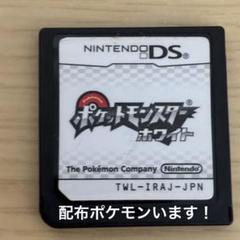 NINTENDO DS
ポケットモンスター
ホワイト
The Pokémon Company Nintendo
TWL-IRAJ-JPN
配布ポケモンいます!